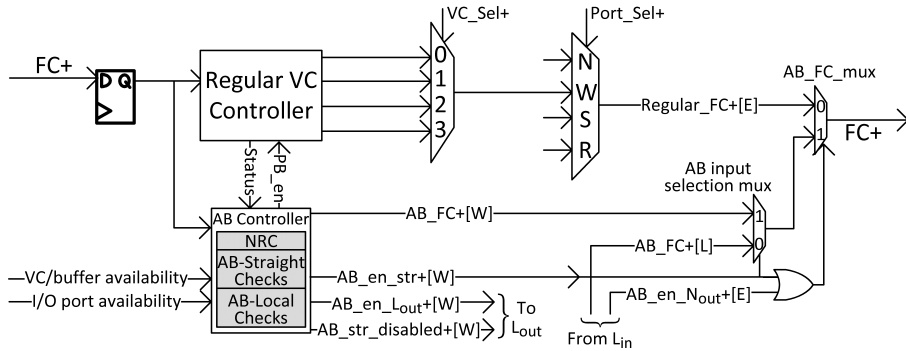 VC_Sel+
Port_Sel+
FC+
D Q
Regular VC
Controller
0
1
2
3
N
W
S
R
Regular_FC+[E]
AB_FC_mux
0
1
FC+
Status
PB_en
AB input
selection mux
AB Controller
NRC
AB-Straight
Checks
AB-Local
Checks
AB_FC+[W]
1
0
AB_FC+[L]
VC/buffer availability
I/O port availability
AB_en_str+[W]
AB_en_Lout+[W]
AB_str_disabled+[W]
To
Lout
AB_en_Nout+[E]
From Lin